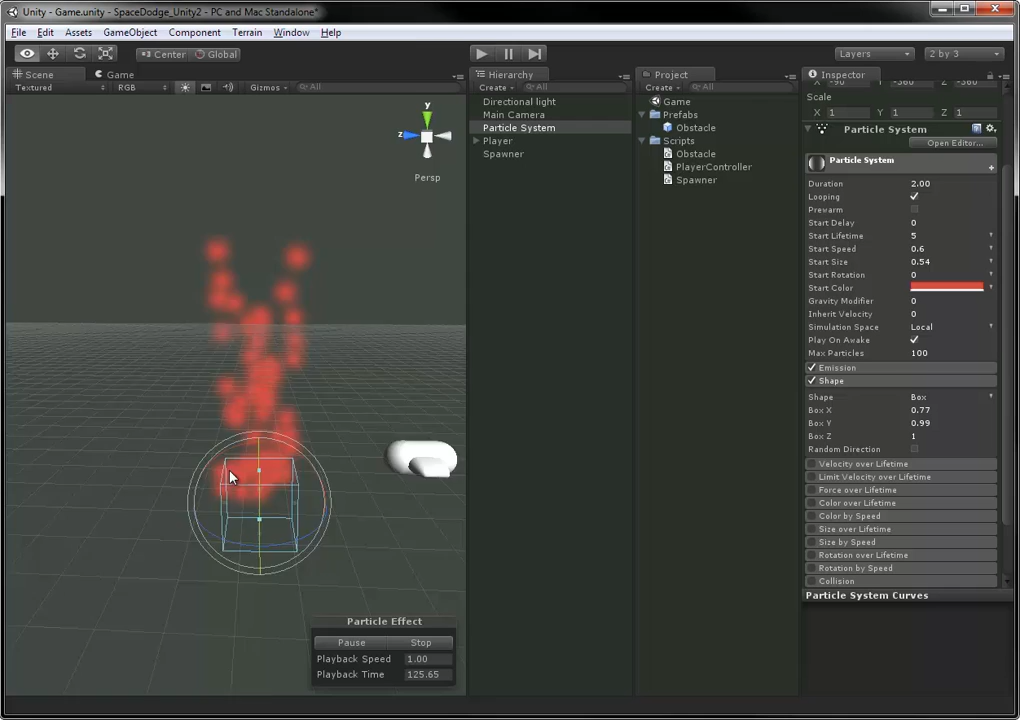 Unity - Game.unity - SpaceDodge_Unity2 - PC and Mac Standalone*
File Edit Assets GameObject Component Terrain Window Help
Center Global Layers 2 by 3
Scene Game Hierarchy Project Inspector
Textured RGB Gizmos All
Create All
Create All
Directional light
Main Camera
Particle System
Player
Spawner
Game
Prefabs
Obstacle
Scripts
Obstacle
PlayerController
Spawner
y
z
Persp
X -90 Y -360 Z -360
Scale
X 1 Y 1 Z 1
Particle System
Open Editor...
Particle System
Duration 2.00
Looping
Prewarm
Start Delay 0
Start Lifetime 5
Start Speed 0.6
Start Size 0.54
Start Rotation 0
Start Color
Gravity Modifier 0
Inherit Velocity 0
Simulation Space Local
Play On Awake
Max Particles 100
Emission
Shape
Shape Box
Box X 0.77
Box Y 0.99
Box Z 1
Random Direction
Velocity over Lifetime
Limit Velocity over Lifetime
Force over Lifetime
Color over Lifetime
Color by Speed
Size over Lifetime
Size by Speed
Rotation over Lifetime
Rotation by Speed
Collision
Particle System Curves
Particle Effect
Pause Stop
Playback Speed 1.00
Playback Time 125.65